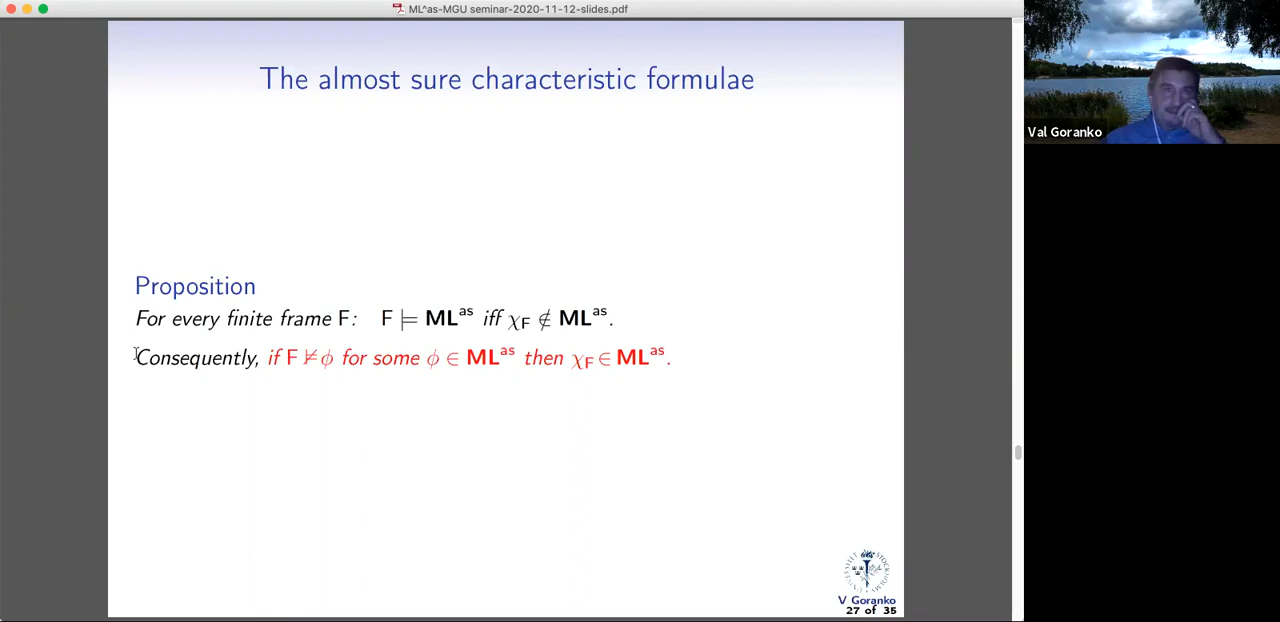 ML^as-MGU seminar-2020-11-12-slides.pdf
The almost sure characteristic formulae
Proposition
For every finite frame F: F ⊨ ML^as iff χ_F ∉ ML^as.
Consequently, if F ⊭ φ for some φ ∈ ML^as then χ_F ∈ ML^as.
V Goranko
27 of 35
Val Goranko